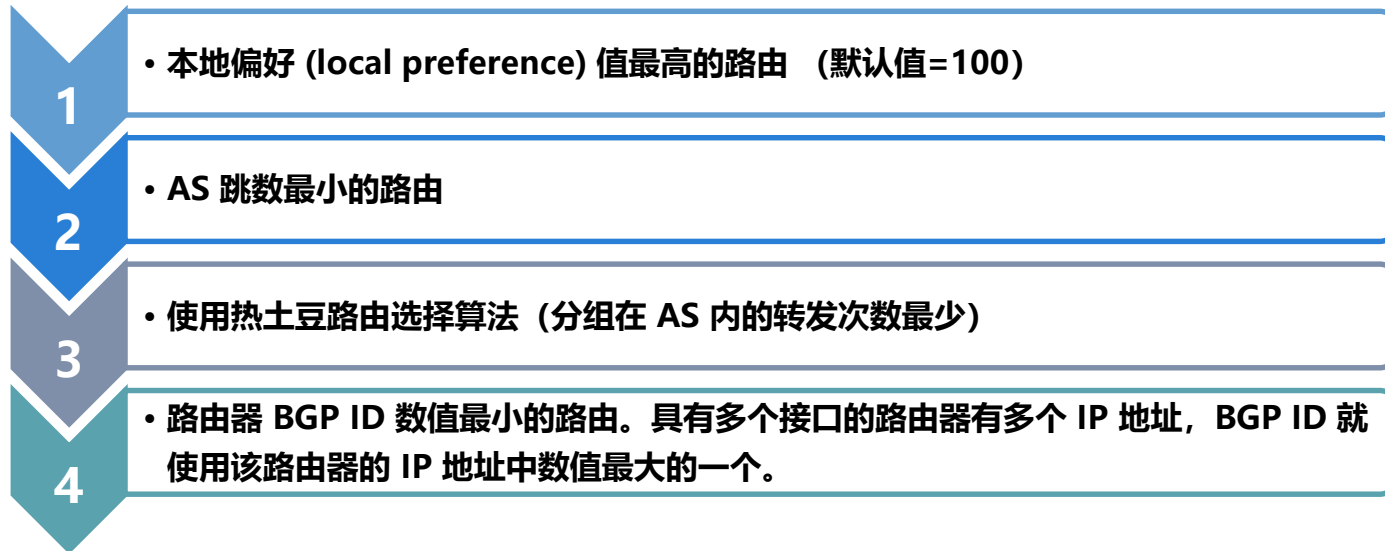 1
• 本地偏好 (local preference) 值最高的路由 （默认值=100）
2
• AS 跳数最小的路由
3
• 使用热土豆路由选择算法（分组在 AS 内的转发次数最少）
4
• 路由器 BGP ID 数值最小的路由。具有多个接口的路由器有多个 IP 地址，BGP ID 就
使用该路由器的 IP 地址中数值最大的一个。